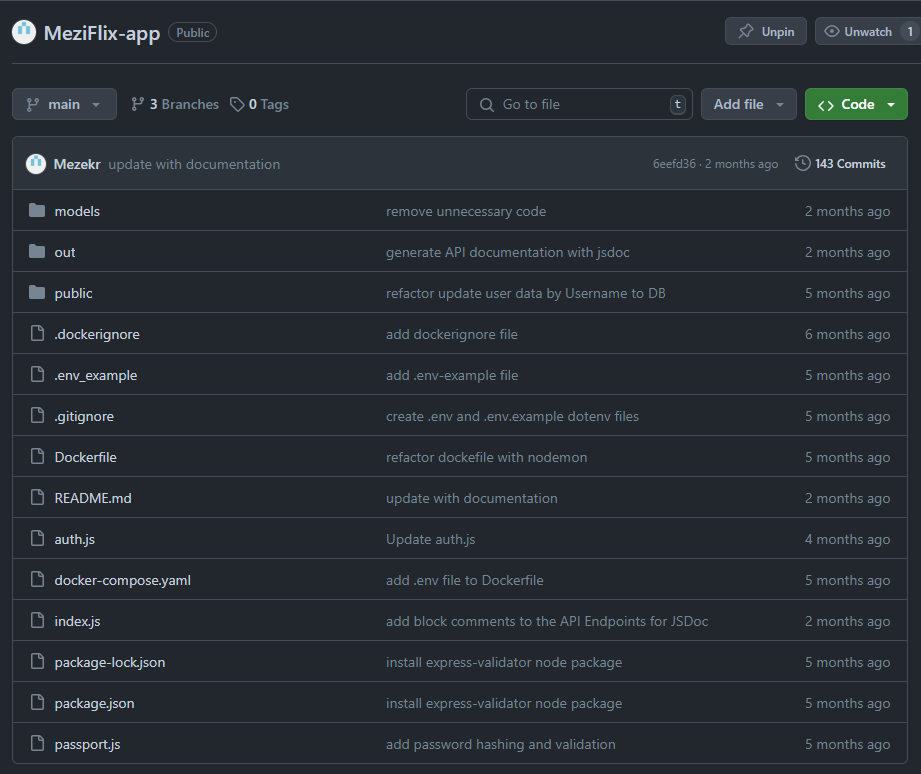 MeziFlix-app Public Unpin Unwatch 1
main 3 Branches 0 Tags Go to file t Add file Code
Mezekr update with documentation 6eefd36 · 2 months ago 143 Commits
models remove unnecessary code 2 months ago
out generate API documentation with jsdoc 2 months ago
public refactor update user data by Username to DB 5 months ago
.dockerignore add dockerignore file 6 months ago
.env_example add .env-example file 5 months ago
.gitignore create .env and .env.example dotenv files 5 months ago
Dockerfile refactor dockefile with nodemon 5 months ago
README.md update with documentation 2 months ago
auth.js Update auth.js 4 months ago
docker-compose.yaml add .env file to Dockerfile 5 months ago
index.js add block comments to the API Endpoints for JSDoc 2 months ago
package-lock.json install express-validator node package 5 months ago
package.json install express-validator node package 5 months ago
passport.js add password hashing and validation 5 months ago